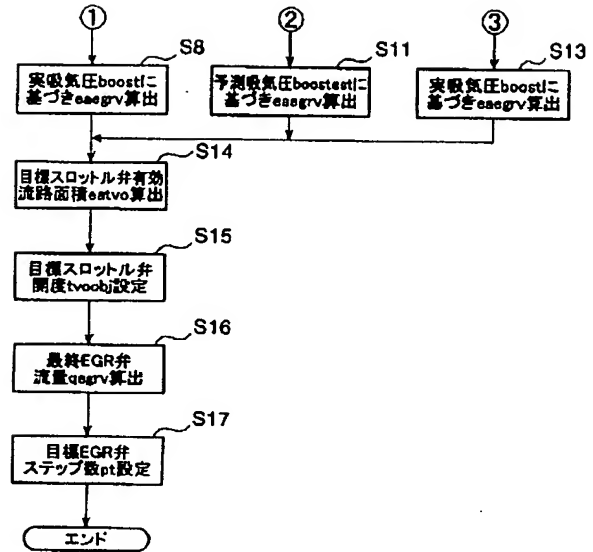 ①
②
③
S8
S11
S13
実吸気圧boostに
基づきeaegrv算出
予測吸気圧boostestに
基づきeaegrv算出
実吸気圧boostに
基づきeaegrv算出
S14
目標スロットル弁有効
流路面積eatvo算出
S15
目標スロットル弁
開度tvoobj設定
S16
最終EGR弁
流量qegrv算出
S17
目標EGR弁
ステップ数pt設定
エンド